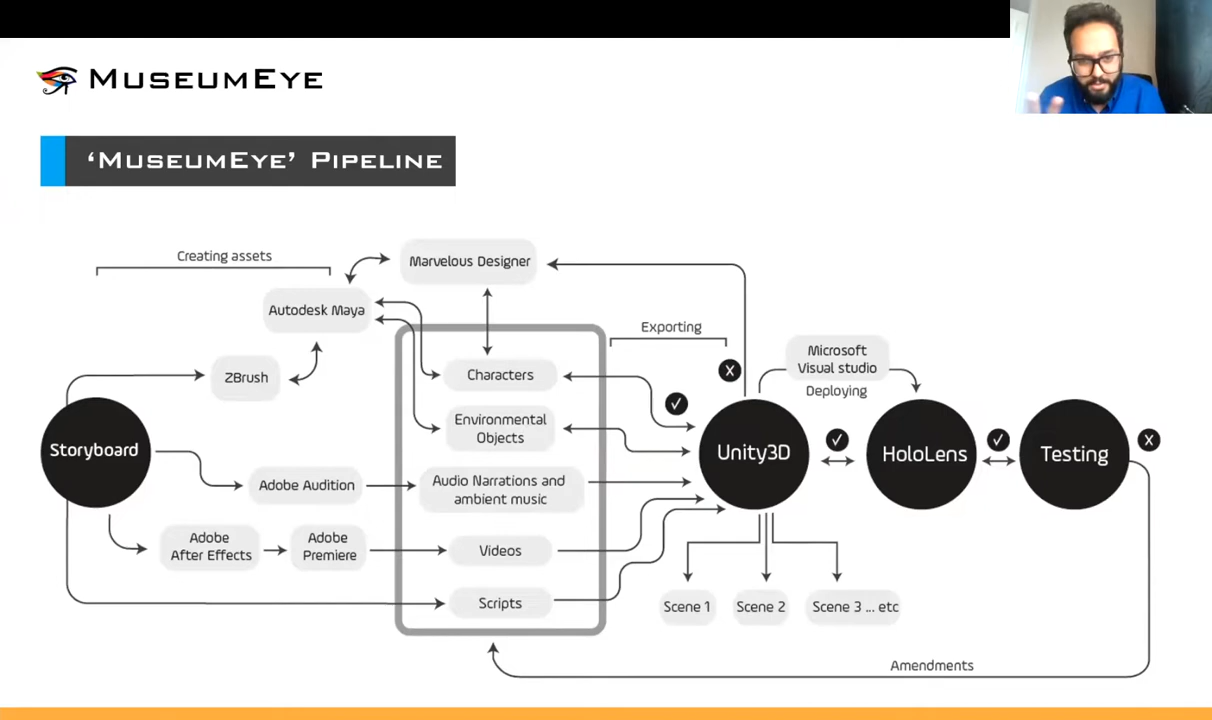 MUSEUMEYE
‘MUSEUMEYE’ PIPELINE
Creating assets
Marvelous Designer
Autodesk Maya
Exporting
ZBrush
Characters
X
Microsoft
Visual studio
Deploying
Environmental
Objects
Storyboard
Unity3D
HoloLens
Testing
X
Adobe Audition
Audio Narrations and
ambient music
Adobe
After Effects
Adobe
Premiere
Videos
Scripts
Scene 1
Scene 2
Scene 3 ... etc
Amendments